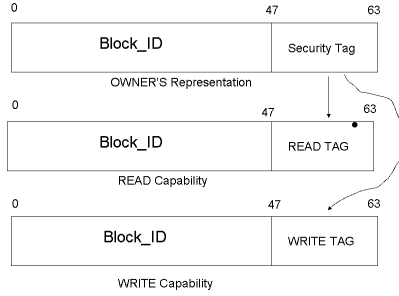 0 47 63
Block_ID Security Tag
OWNER'S Representation
0 47 63
Block_ID READ TAG
READ Capability
0 47 63
Block_ID WRITE TAG
WRITE Capability